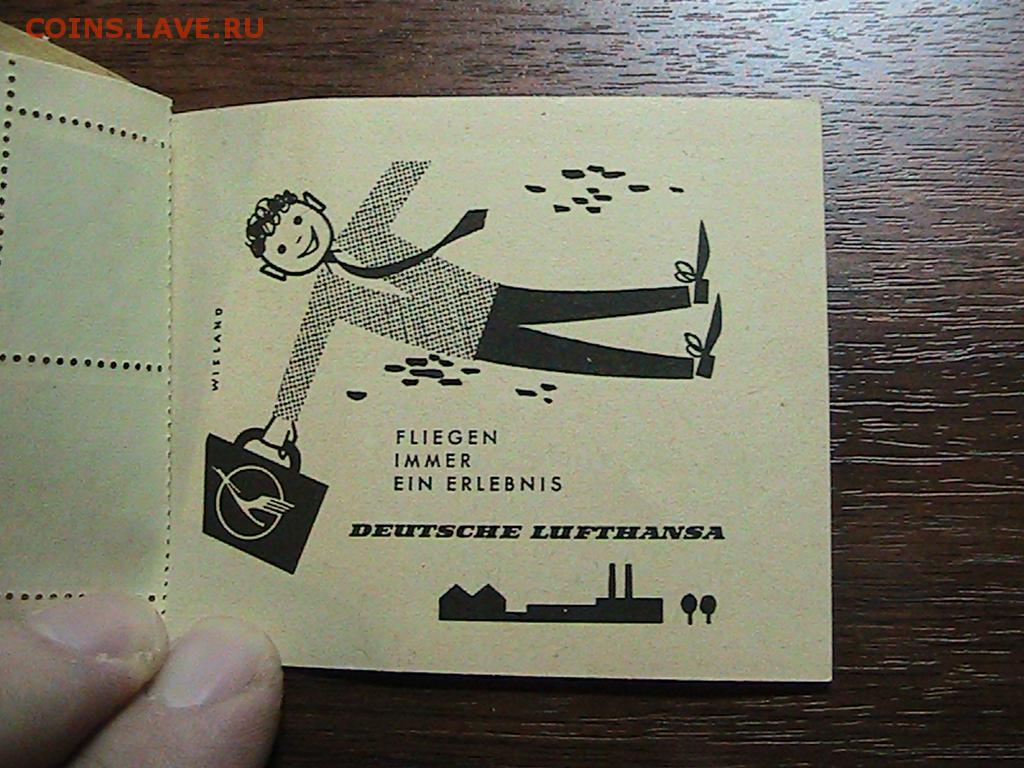 COINS.LAVE.RU
WIELAND
FLIEGEN
IMMER
EIN ERLEBNIS
DEUTSCHE LUFTHANSA